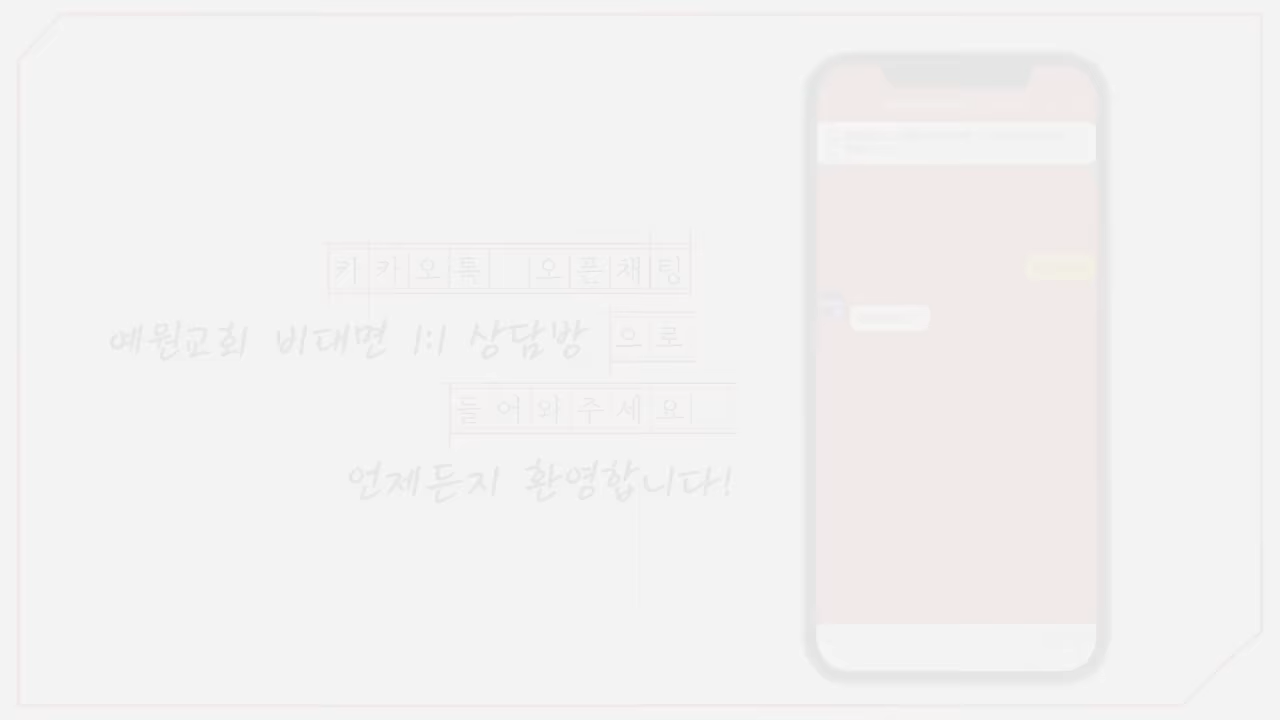 카카오톡 오픈채팅
예원교회 비대면 1:1 상담방 으로
들어와주세요
언제든지 환영합니다!